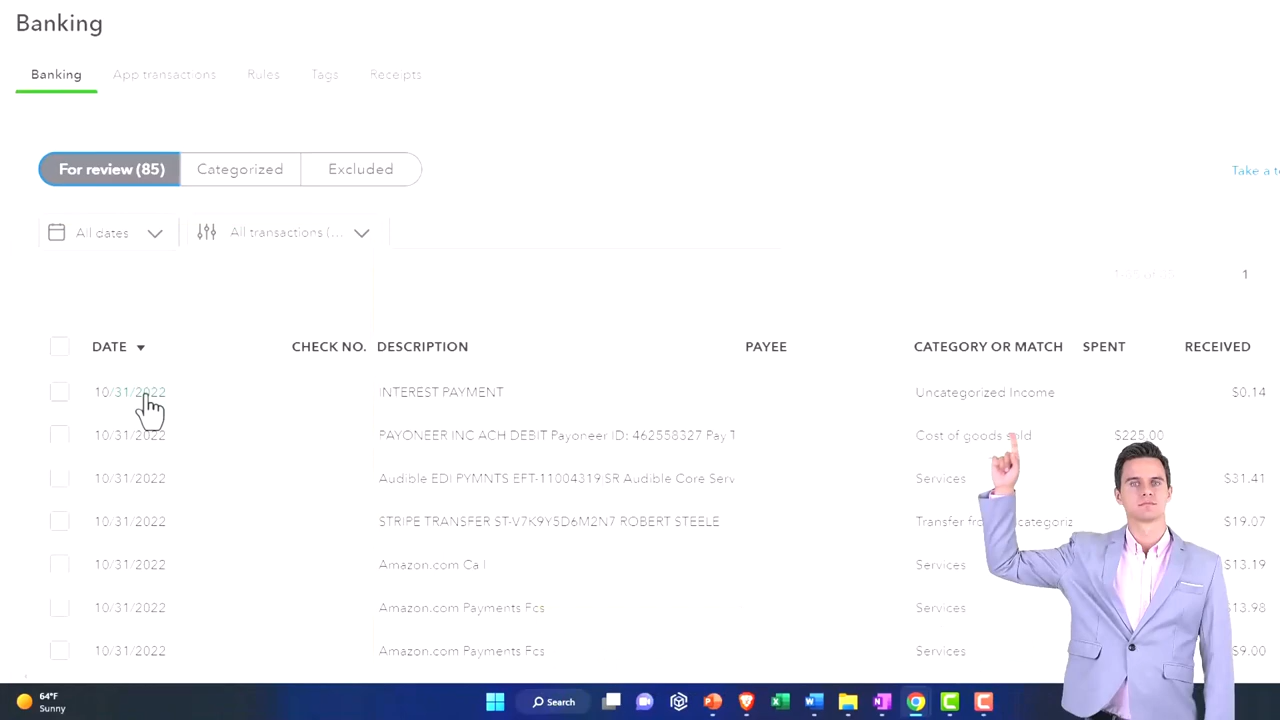 Banking
Banking App transactions Rules Tags Receipts
For review (85) Categorized Excluded
Take a
All dates All transactions (...
1
DATE CHECK NO. DESCRIPTION PAYEE CATEGORY OR MATCH SPENT RECEIVED
10/31/2022 INTEREST PAYMENT Uncategorized Income $0.14
10/31/2022 PAYONEER INC ACH DEBIT Payoneer ID: 462558327 Pay T Cost of goods sold $225.00
10/31/2022 Audible EDI PYMNTS EFT-11004319 SR Audible Core Serv Services $31.41
10/31/2022 STRIPE TRANSFER ST-V7K9Y5D6M2N7 ROBERT STEELE Transfer $19.07
10/31/2022 Amazon.com Ca I Services $13.19
10/31/2022 Amazon.com Payments Fcs Services $13.98
10/31/2022 Amazon.com Payments Fcs Services $9.00
64°F
Sunny
Search